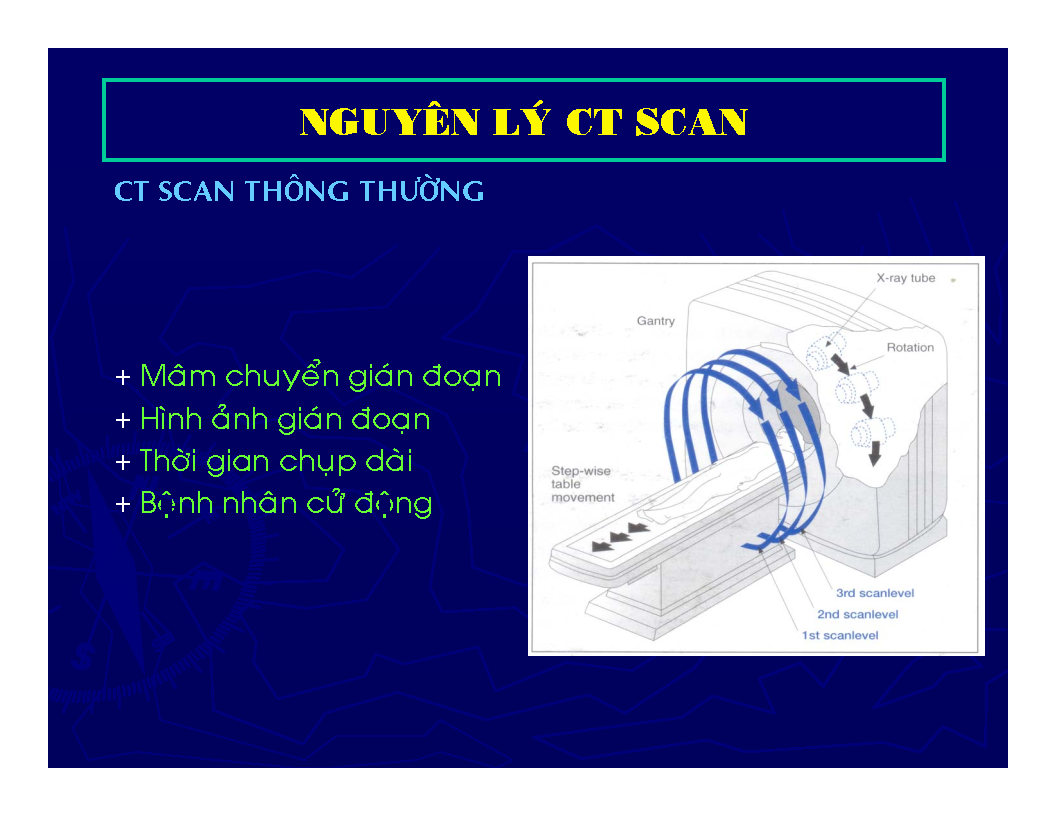 NGUYÊN LÝ CT SCAN
CT SCAN THÔNG THƯỜNG
+ Mâm chuyển gián đoạn
+ Hình ảnh gián đoạn
+ Thời gian chụp dài
+ Bệnh nhân cử động
X-ray tube
Gantry
Rotation
Step-wise
table
movement
3rd scanlevel
2nd scanlevel
1st scanlevel